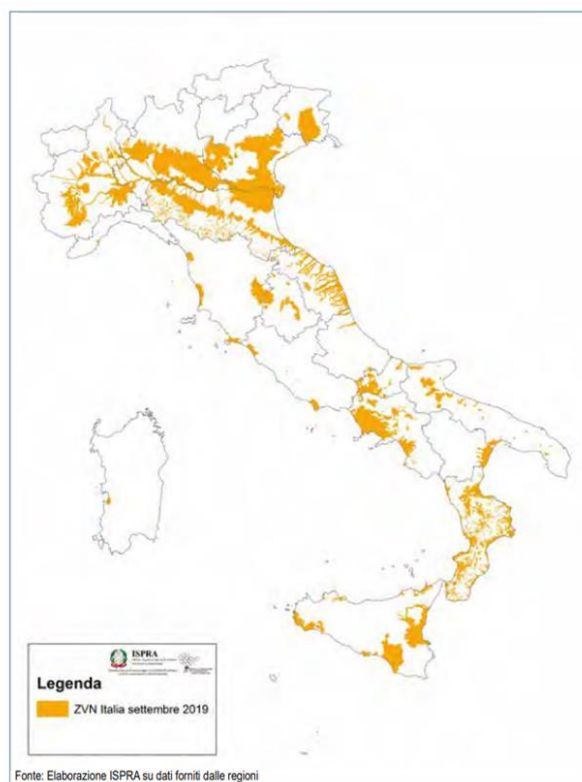 ISPRA
Legenda
ZVN Italia settembre 2019
Fonte: Elaborazione ISPRA su dati forniti dalle regioni